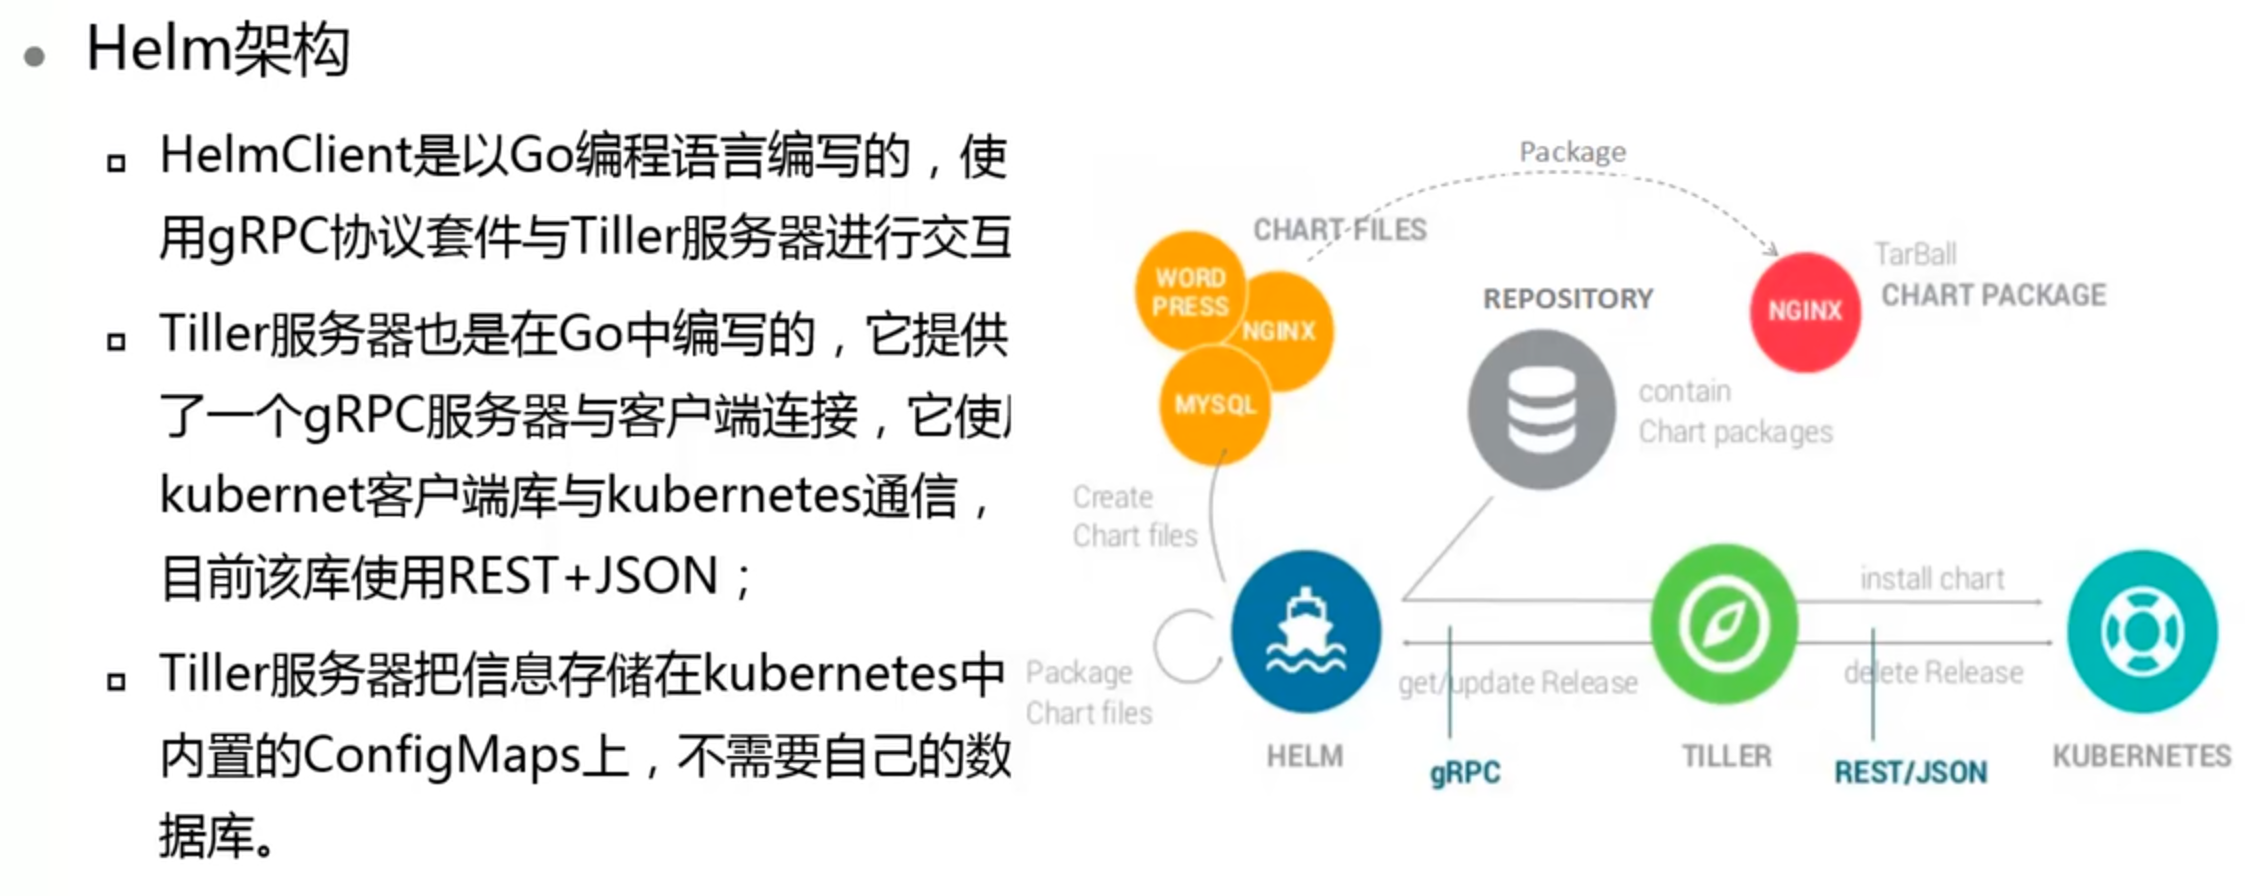 Helm架构
HelmClient是以Go编程语言编写的，使
用gRPC协议套件与Tiller服务器进行交互
Tiller服务器也是在Go中编写的，它提供
了一个gRPC服务器与客户端连接，它使
kubernet客户端库与kubernetes通信，
目前该库使用REST+JSON；
Tiller服务器把信息存储在kubernetes中
内置的ConfigMaps上，不需要自己的数
据库。
Package
CHART FILES
WORD
PRESS
NGINX
MYSQL
REPOSITORY
NGINX
TarBall
CHART PACKAGE
contain
Chart packages
Create
Chart files
Package
Chart files
install chart
get/update Release
delete Release
HELM
gRPC
TILLER
REST/JSON
KUBERNETES